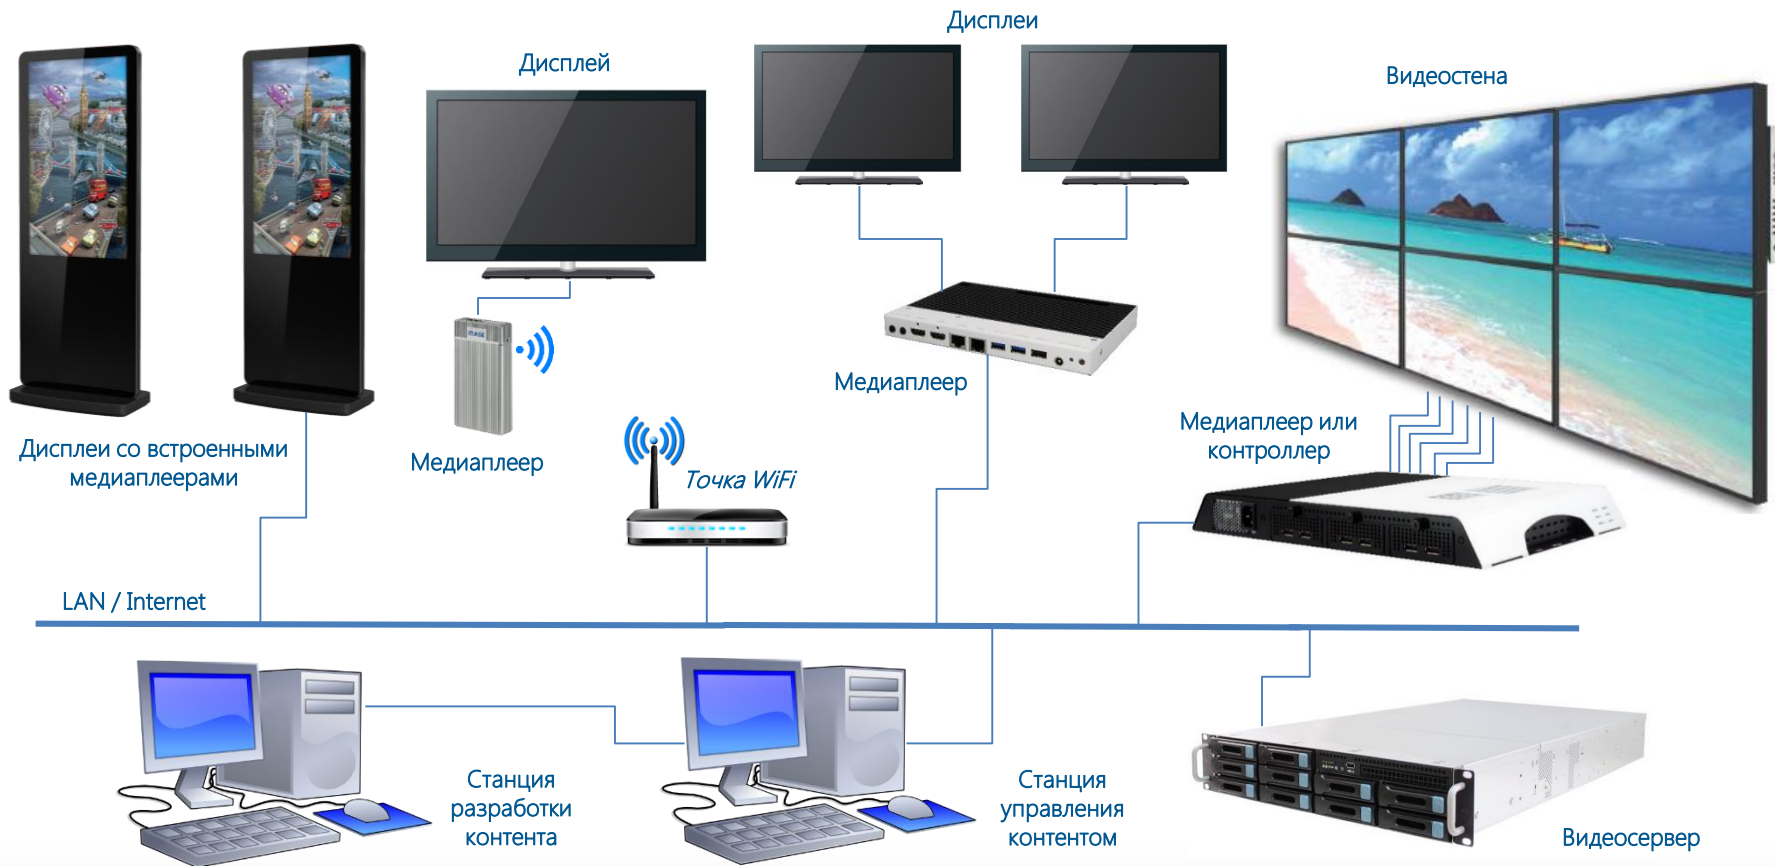 Дисплеи
Дисплей
Видеостена
Медиаплеер
Медиаплеер или
контроллер
Дисплеи со встроенными
медиаплеерами
Медиаплеер
Точка WiFi
LAN / Internet
Станция
разработки
контента
Станция
управления
контентом
Видеосервер